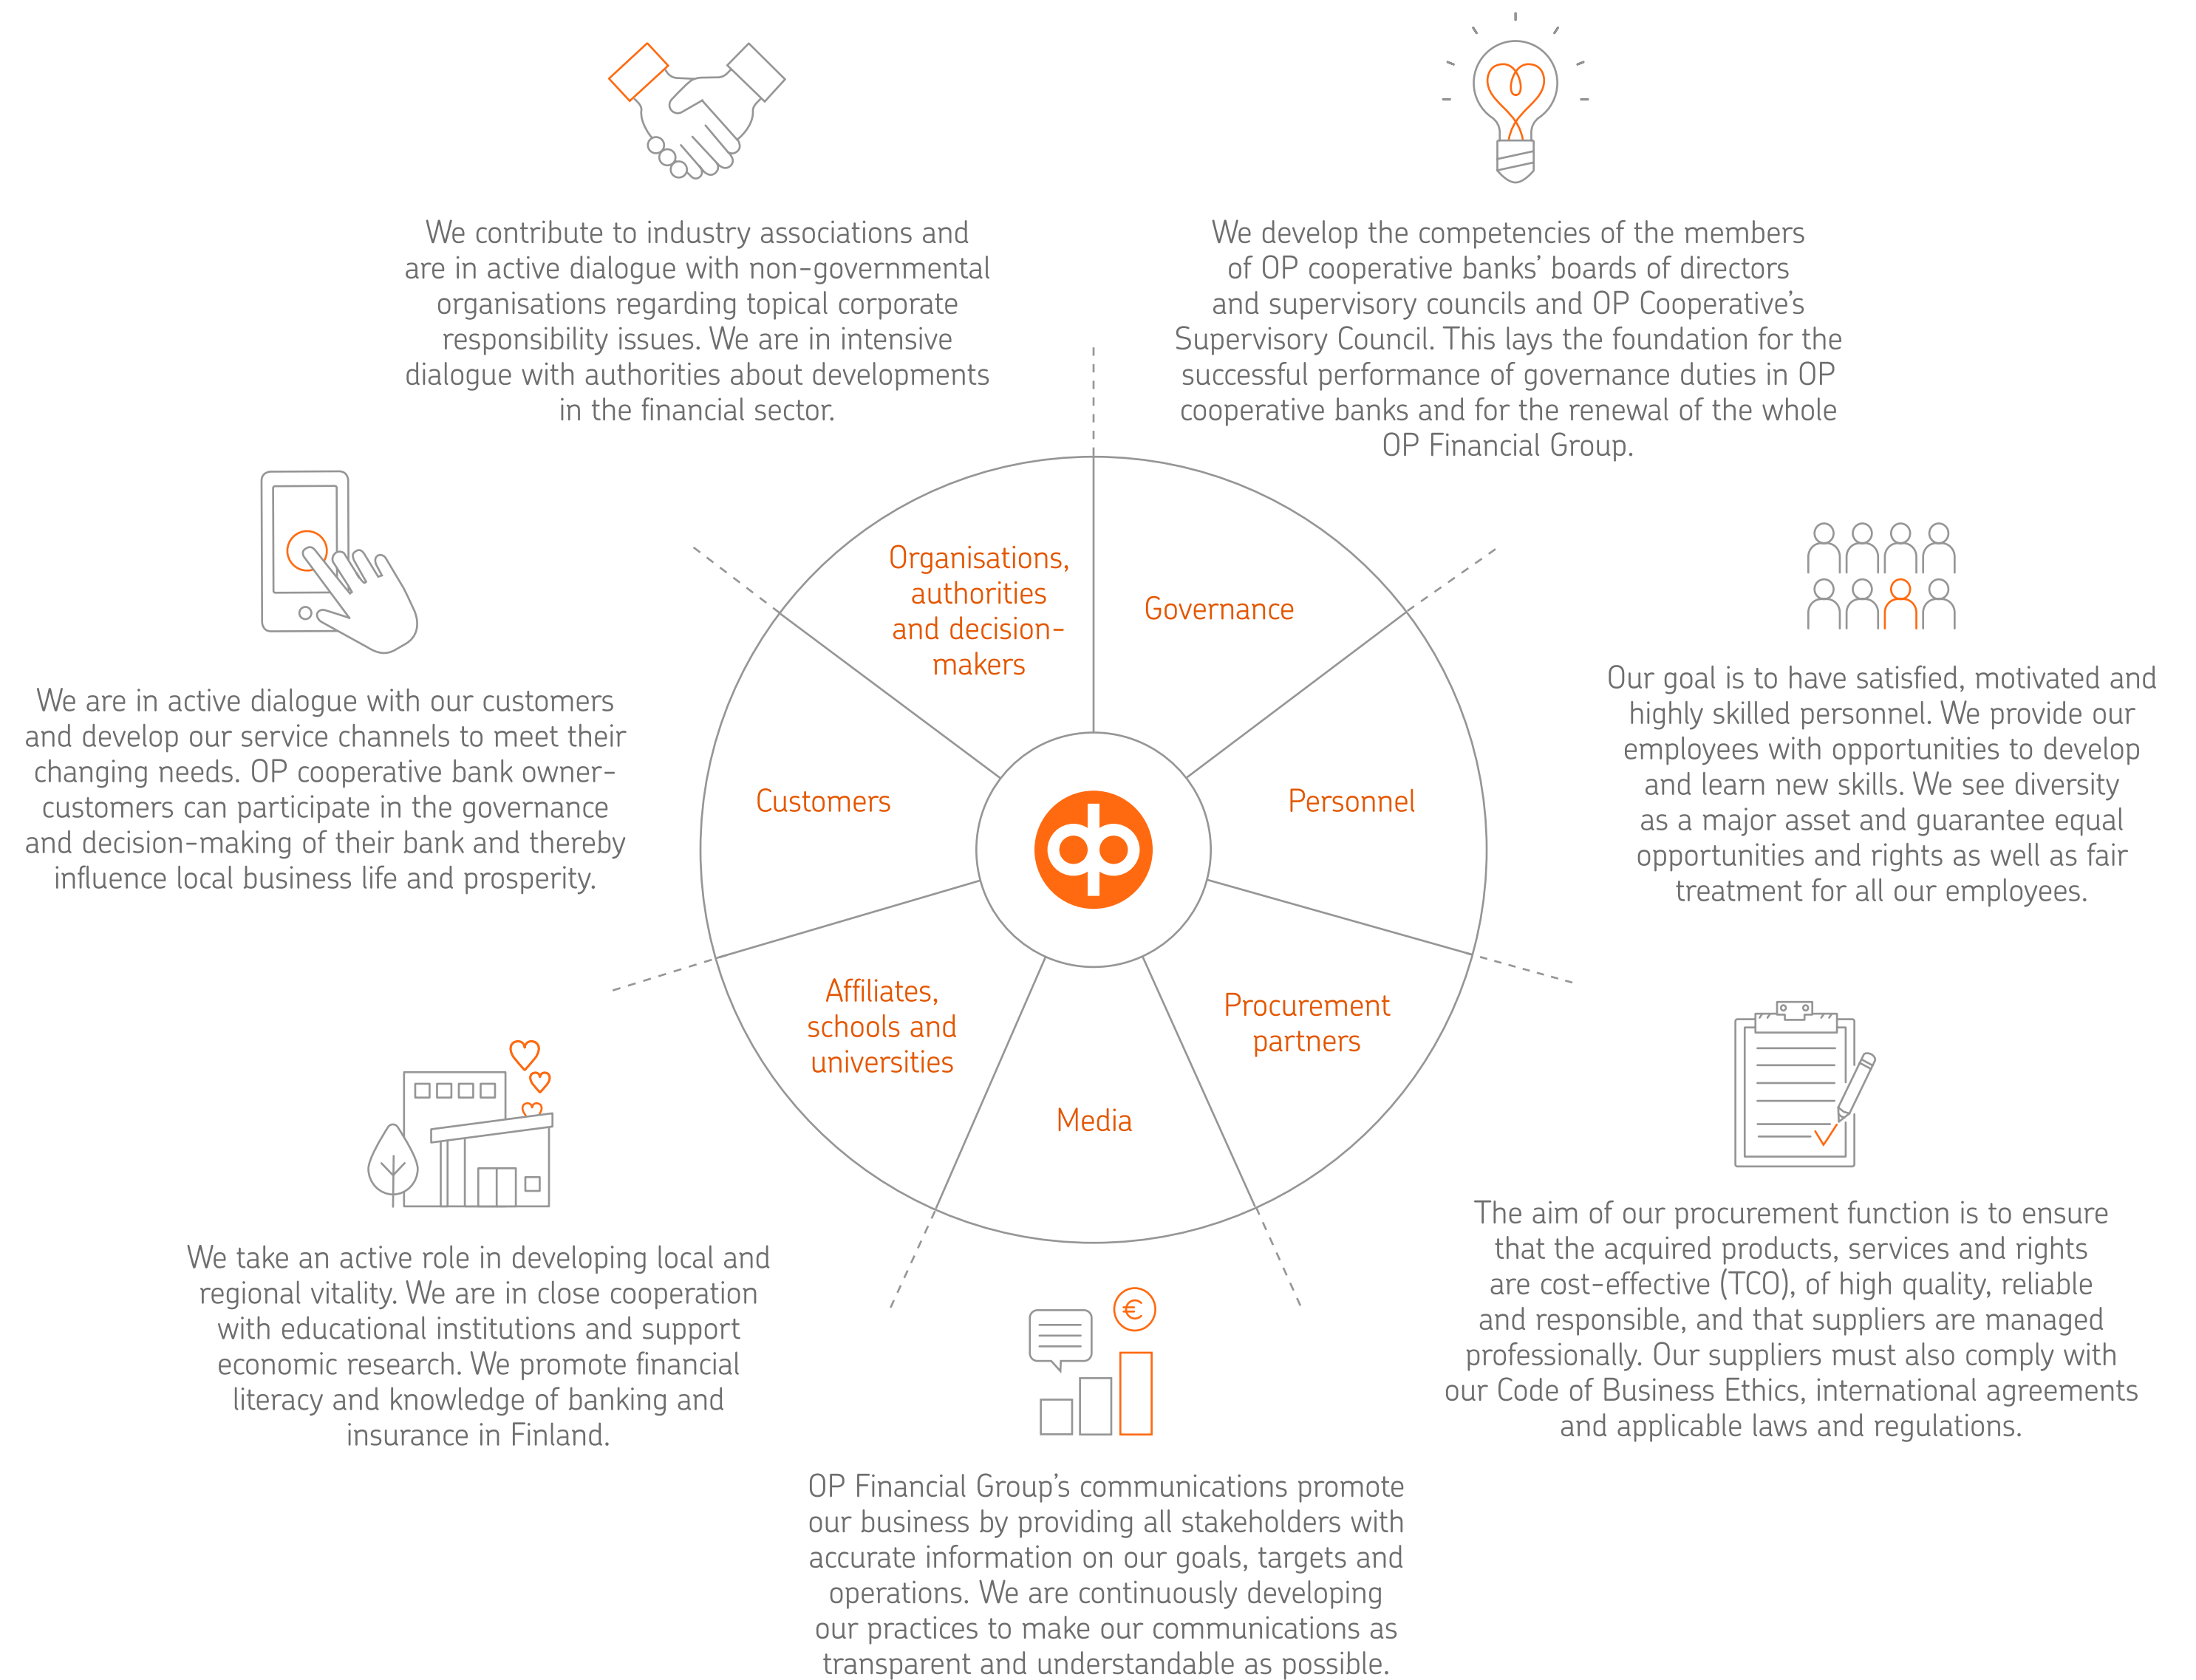 We contribute to industry associations and
are in active dialogue with non-governmental
organisations regarding topical corporate
responsibility issues. We are in intensive
dialogue with authorities about developments
in the financial sector.
We develop the competencies of the members
of OP cooperative banks’ boards of directors
and supervisory councils and OP Cooperative’s
Supervisory Council. This lays the foundation for the
successful performance of governance duties in OP
cooperative banks and for the renewal of the whole
OP Financial Group.
Organisations,
authorities
and decision-
makers
Governance
We are in active dialogue with our customers
and develop our service channels to meet their
changing needs. OP cooperative bank owner-
customers can participate in the governance
and decision-making of their bank and thereby
influence local business life and prosperity.
Customers
op
Personnel
Our goal is to have satisfied, motivated and
highly skilled personnel. We provide our
employees with opportunities to develop
and learn new skills. We see diversity
as a major asset and guarantee equal
opportunities and rights as well as fair
treatment for all our employees.
Affiliates,
schools and
universities
Media
Procurement
partners
We take an active role in developing local and
regional vitality. We are in close cooperation
with educational institutions and support
economic research. We promote financial
literacy and knowledge of banking and
insurance in Finland.
€
The aim of our procurement function is to ensure
that the acquired products, services and rights
are cost-effective (TCO), of high quality, reliable
and responsible, and that suppliers are managed
professionally. Our suppliers must also comply with
our Code of Business Ethics, international agreements
and applicable laws and regulations.
OP Financial Group’s communications promote
our business by providing all stakeholders with
accurate information on our goals, targets and
operations. We are continuously developing
our practices to make our communications as
transparent and understandable as possible.